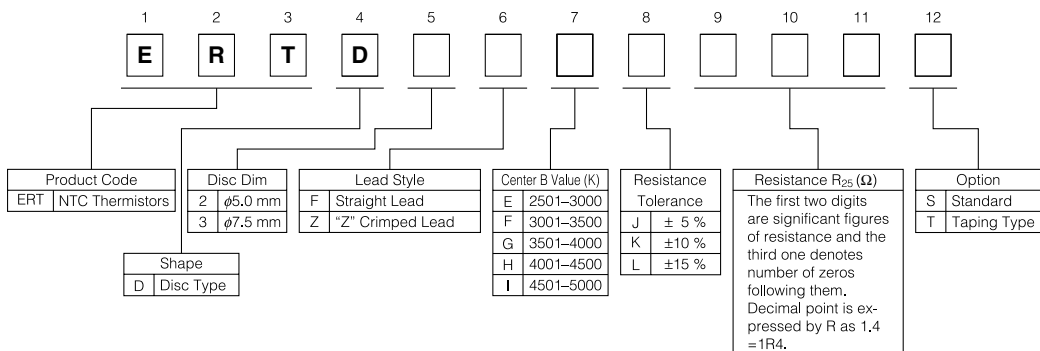 1 2 3 4 5 6 7 8 9 10 11 12
E R T D
Product Code
ERT NTC Thermistors
Shape
D Disc Type
Disc Dim
2 ϕ5.0 mm
3 ϕ7.5 mm
Lead Style
F Straight Lead
Z “Z” Crimped Lead
Center B Value (K)
E 2501–3000
F 3001–3500
G 3501–4000
H 4001–4500
I 4501–5000
Resistance
Tolerance
J ± 5 %
K ±10 %
L ±15 %
Resistance R25 (Ω)
The first two digits
are significant figures
of resistance and the
third one denotes
number of zeros
following them.
Decimal point is ex-
pressed by R as 1.4
=1R4.
Option
S Standard
T Taping Type